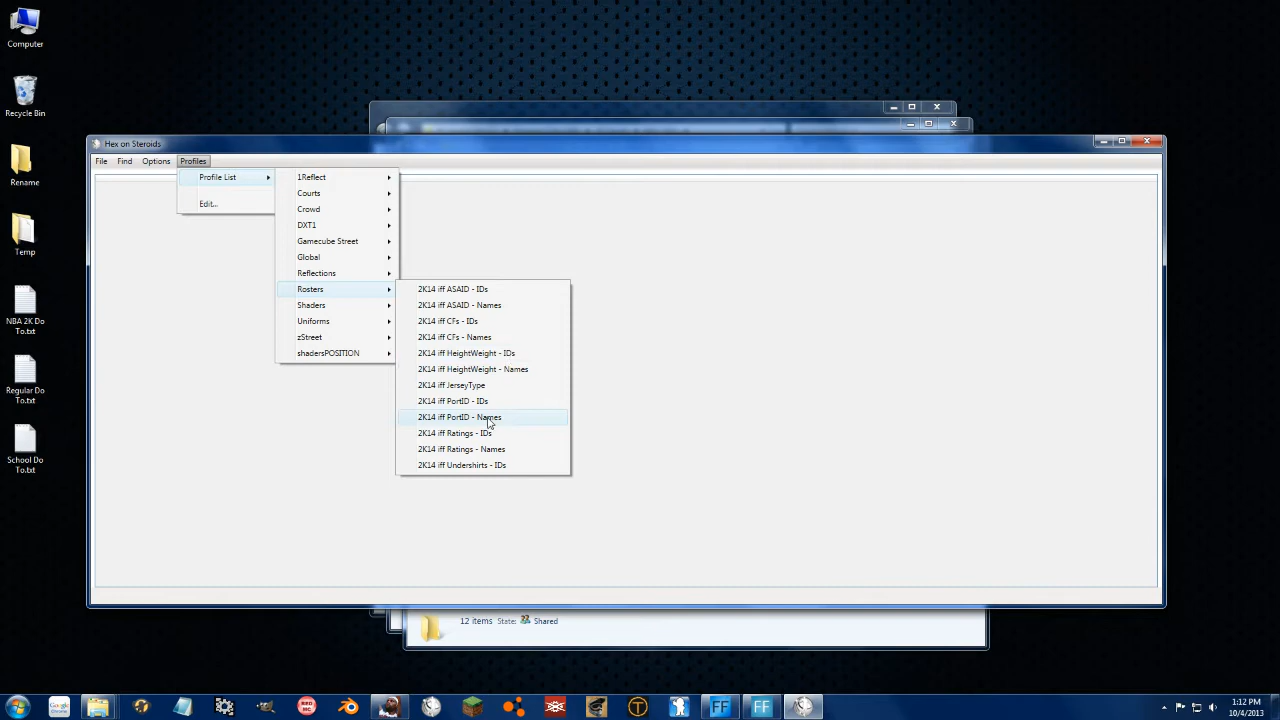 Computer
Recycle Bin
Rename
Temp
NBA 2K Do
To.txt
Regular Do
To.txt
School Do
To.txt
Hex on Steroids
File Find Options Profiles
Profile List
Edit...
1Reflect
Courts
Crowd
DXT1
Gamecube Street
Global
Reflections
Rosters
Shaders
Uniforms
zStreet
shadersPOSITION
2K14 iff ASAID - IDs
2K14 iff ASAID - Names
2K14 iff CFs - IDs
2K14 iff CFs - Names
2K14 iff HeightWeight - IDs
2K14 iff HeightWeight - Names
2K14 iff JerseyType
2K14 iff PortID - IDs
2K14 iff PortID - Names
2K14 iff Ratings - IDs
2K14 iff Ratings - Names
2K14 iff Undershirts - IDs
12 items State: Shared
Google
RED
MC
T
FF
FF
1:12 PM
10/4/2013